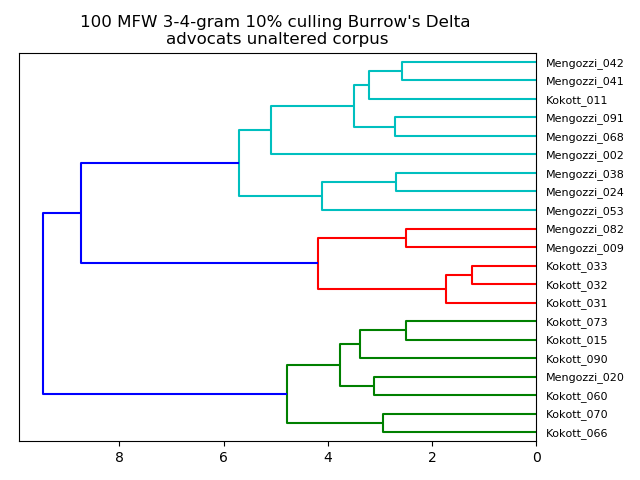 100 MFW 3-4-gram 10% culling Burrow's Delta
advocats unaltered corpus
Mengozzi_042
Mengozzi_041
Kokott_011
Mengozzi_091
Mengozzi_068
Mengozzi_002
Mengozzi_038
Mengozzi_024
Mengozzi_053
Mengozzi_082
Mengozzi_009
Kokott_033
Kokott_032
Kokott_031
Kokott_073
Kokott_015
Kokott_090
Mengozzi_020
Kokott_060
Kokott_070
Kokott_066
8 6 4 2 0